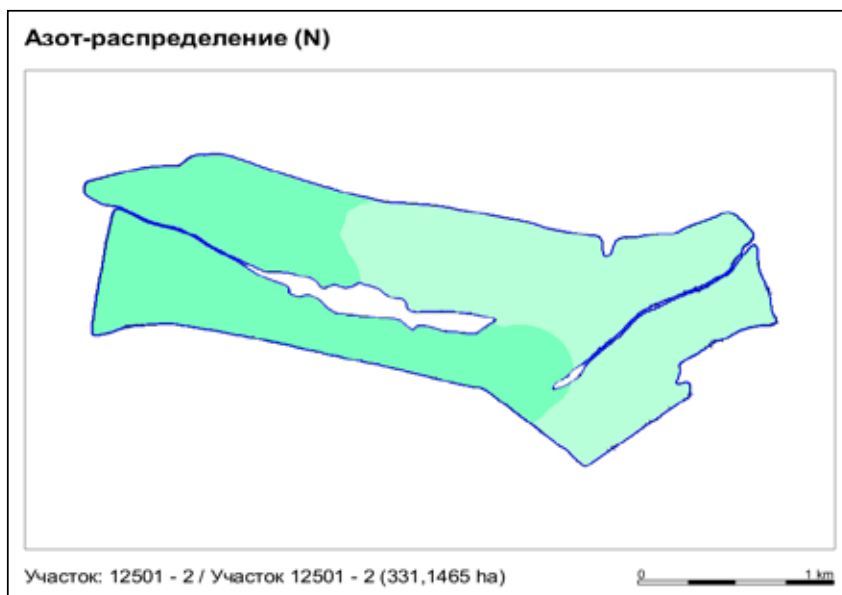 Азот-распределение (N)
Участок: 12501 - 2 / Участок 12501 - 2 (331,1465 ha)
0 1 km